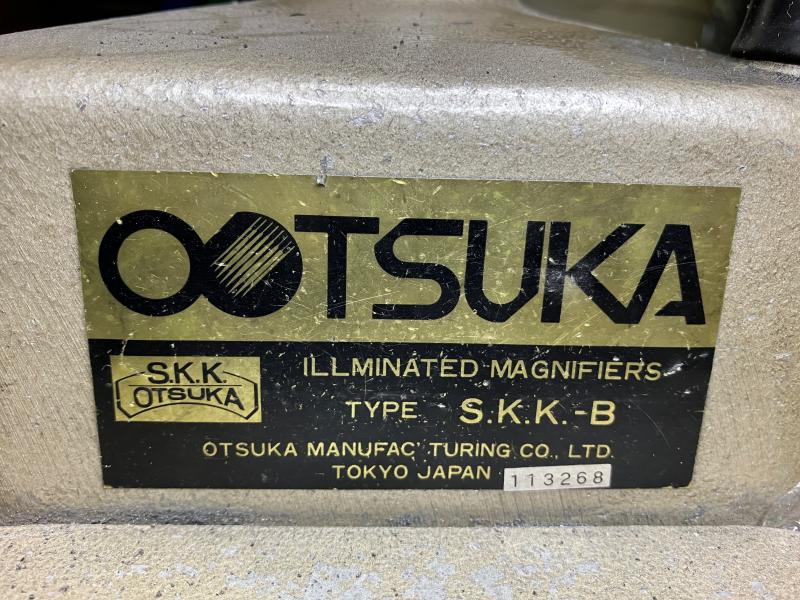 OOTSUKA
S.K.K.
OTSUKA
ILLMINATED MAGNIFIERS
TYPE S.K.K.-B
OTSUKA MANUFAC TURING CO., LTD.
TOKYO JAPAN 113268